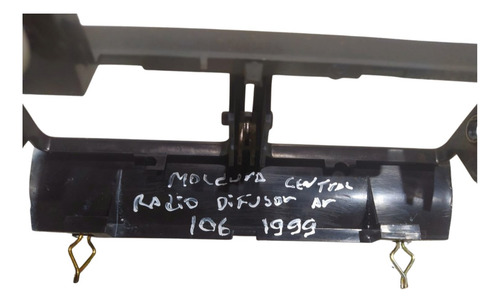 MOLDURA CENTRAL
RADIO DIFUSOR AR
106 1999